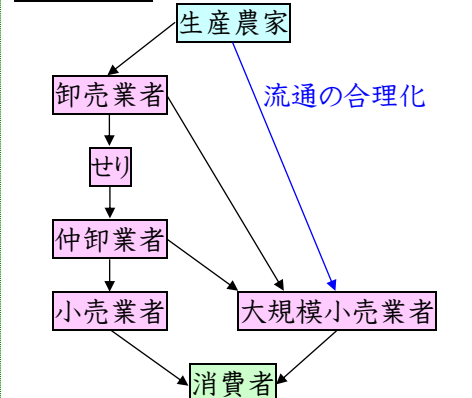 生産農家
卸売業者
流通の合理化
せり
仲卸業者
小売業者
大規模小売業者
消費者